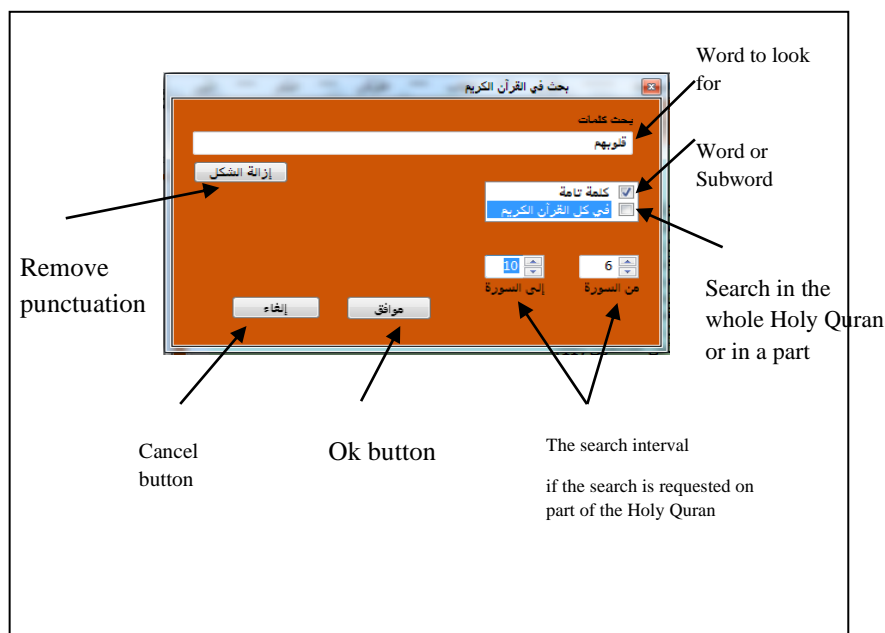 Word to look
for
بحث في القرآن الكريم
بحث كلمات
قلوبهم
إزالة الشكل
Word or
Subword
كلمة تامة
في كل القرآن الكريم
Remove
punctuation
6
10
من السورة
إلى السورة
Search in the
whole Holy Quran
or in a part
موافق
إلغاء
Cancel
button
Ok button
The search interval
if the search is requested on
part of the Holy Quran